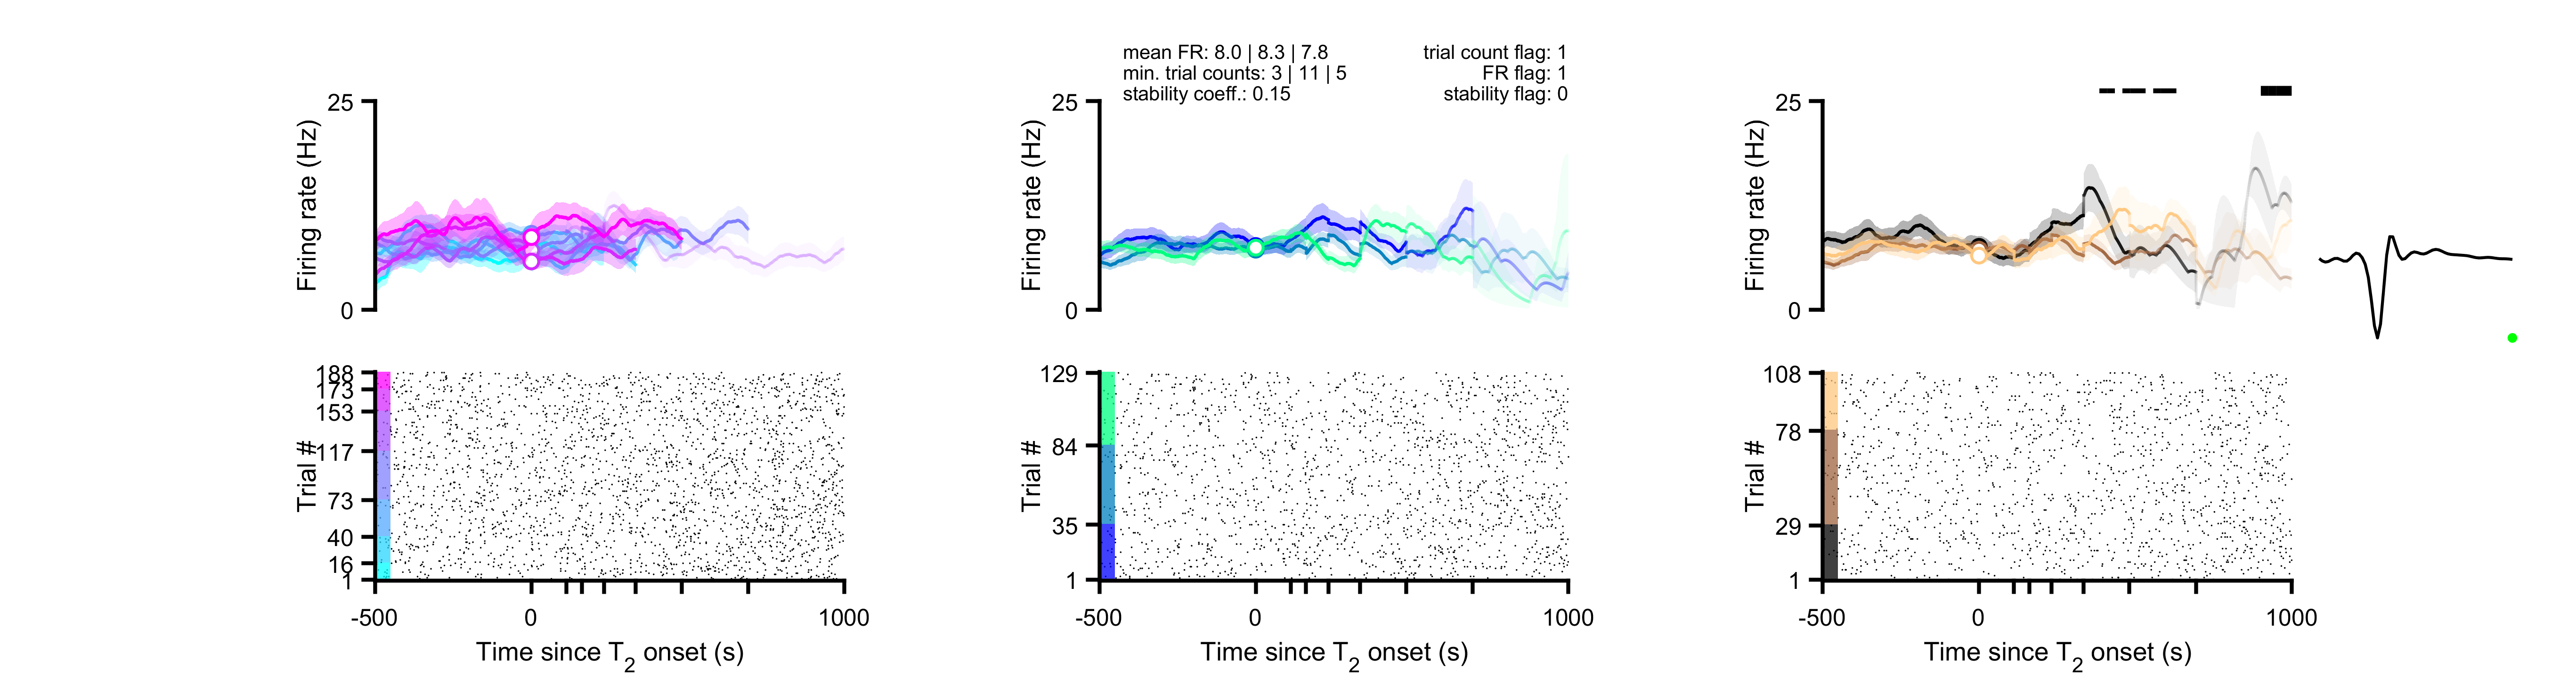 mean FR: 8.0 | 8.3 | 7.8
min. trial counts: 3 | 11 | 5
stability coeff.: 0.15
trial count flag: 1
FR flag: 1
stability flag: 0
25
Firing rate (Hz)
0
188
173
153
117
73
40
16
1
Trial #
-500
0
1000
Time since T2 onset (s)
25
Firing rate (Hz)
0
129
84
35
1
Trial #
-500
0
1000
Time since T2 onset (s)
25
Firing rate (Hz)
0
108
78
29
1
Trial #
-500
0
1000
Time since T2 onset (s)